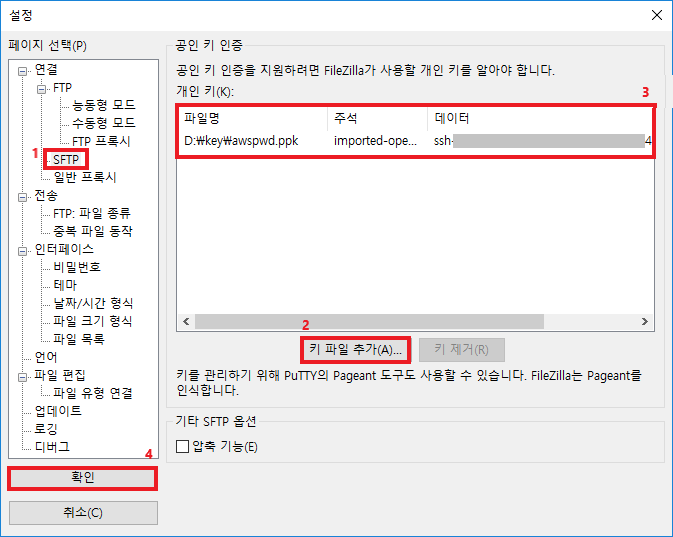 설정
페이지 선택(P)
연결
FTP
능동형 모드
수동형 모드
FTP 프록시
1
SFTP
일반 프록시
전송
FTP: 파일 종류
중복 파일 동작
인터페이스
비밀번호
테마
날짜/시간 형식
파일 크기 형식
파일 목록
언어
파일 편집
파일 유형 연결
업데이트
로깅
디버그
4
확인
취소(C)
공인 키 인증
공인 키 인증을 지원하려면 FileZilla가 사용할 개인 키를 알아야 합니다.
개인 키(K):
3
파일명 주석 데이터
D:₩key₩awspwd.ppk imported-ope... ssh- 4
2
키 파일 추가(A)... 키 제거(R)
키를 관리하기 위해 PuTTY의 Pageant 도구도 사용할 수 있습니다. FileZilla는 Pageant를
인식합니다.
기타 SFTP 옵션
압축 기능(E)